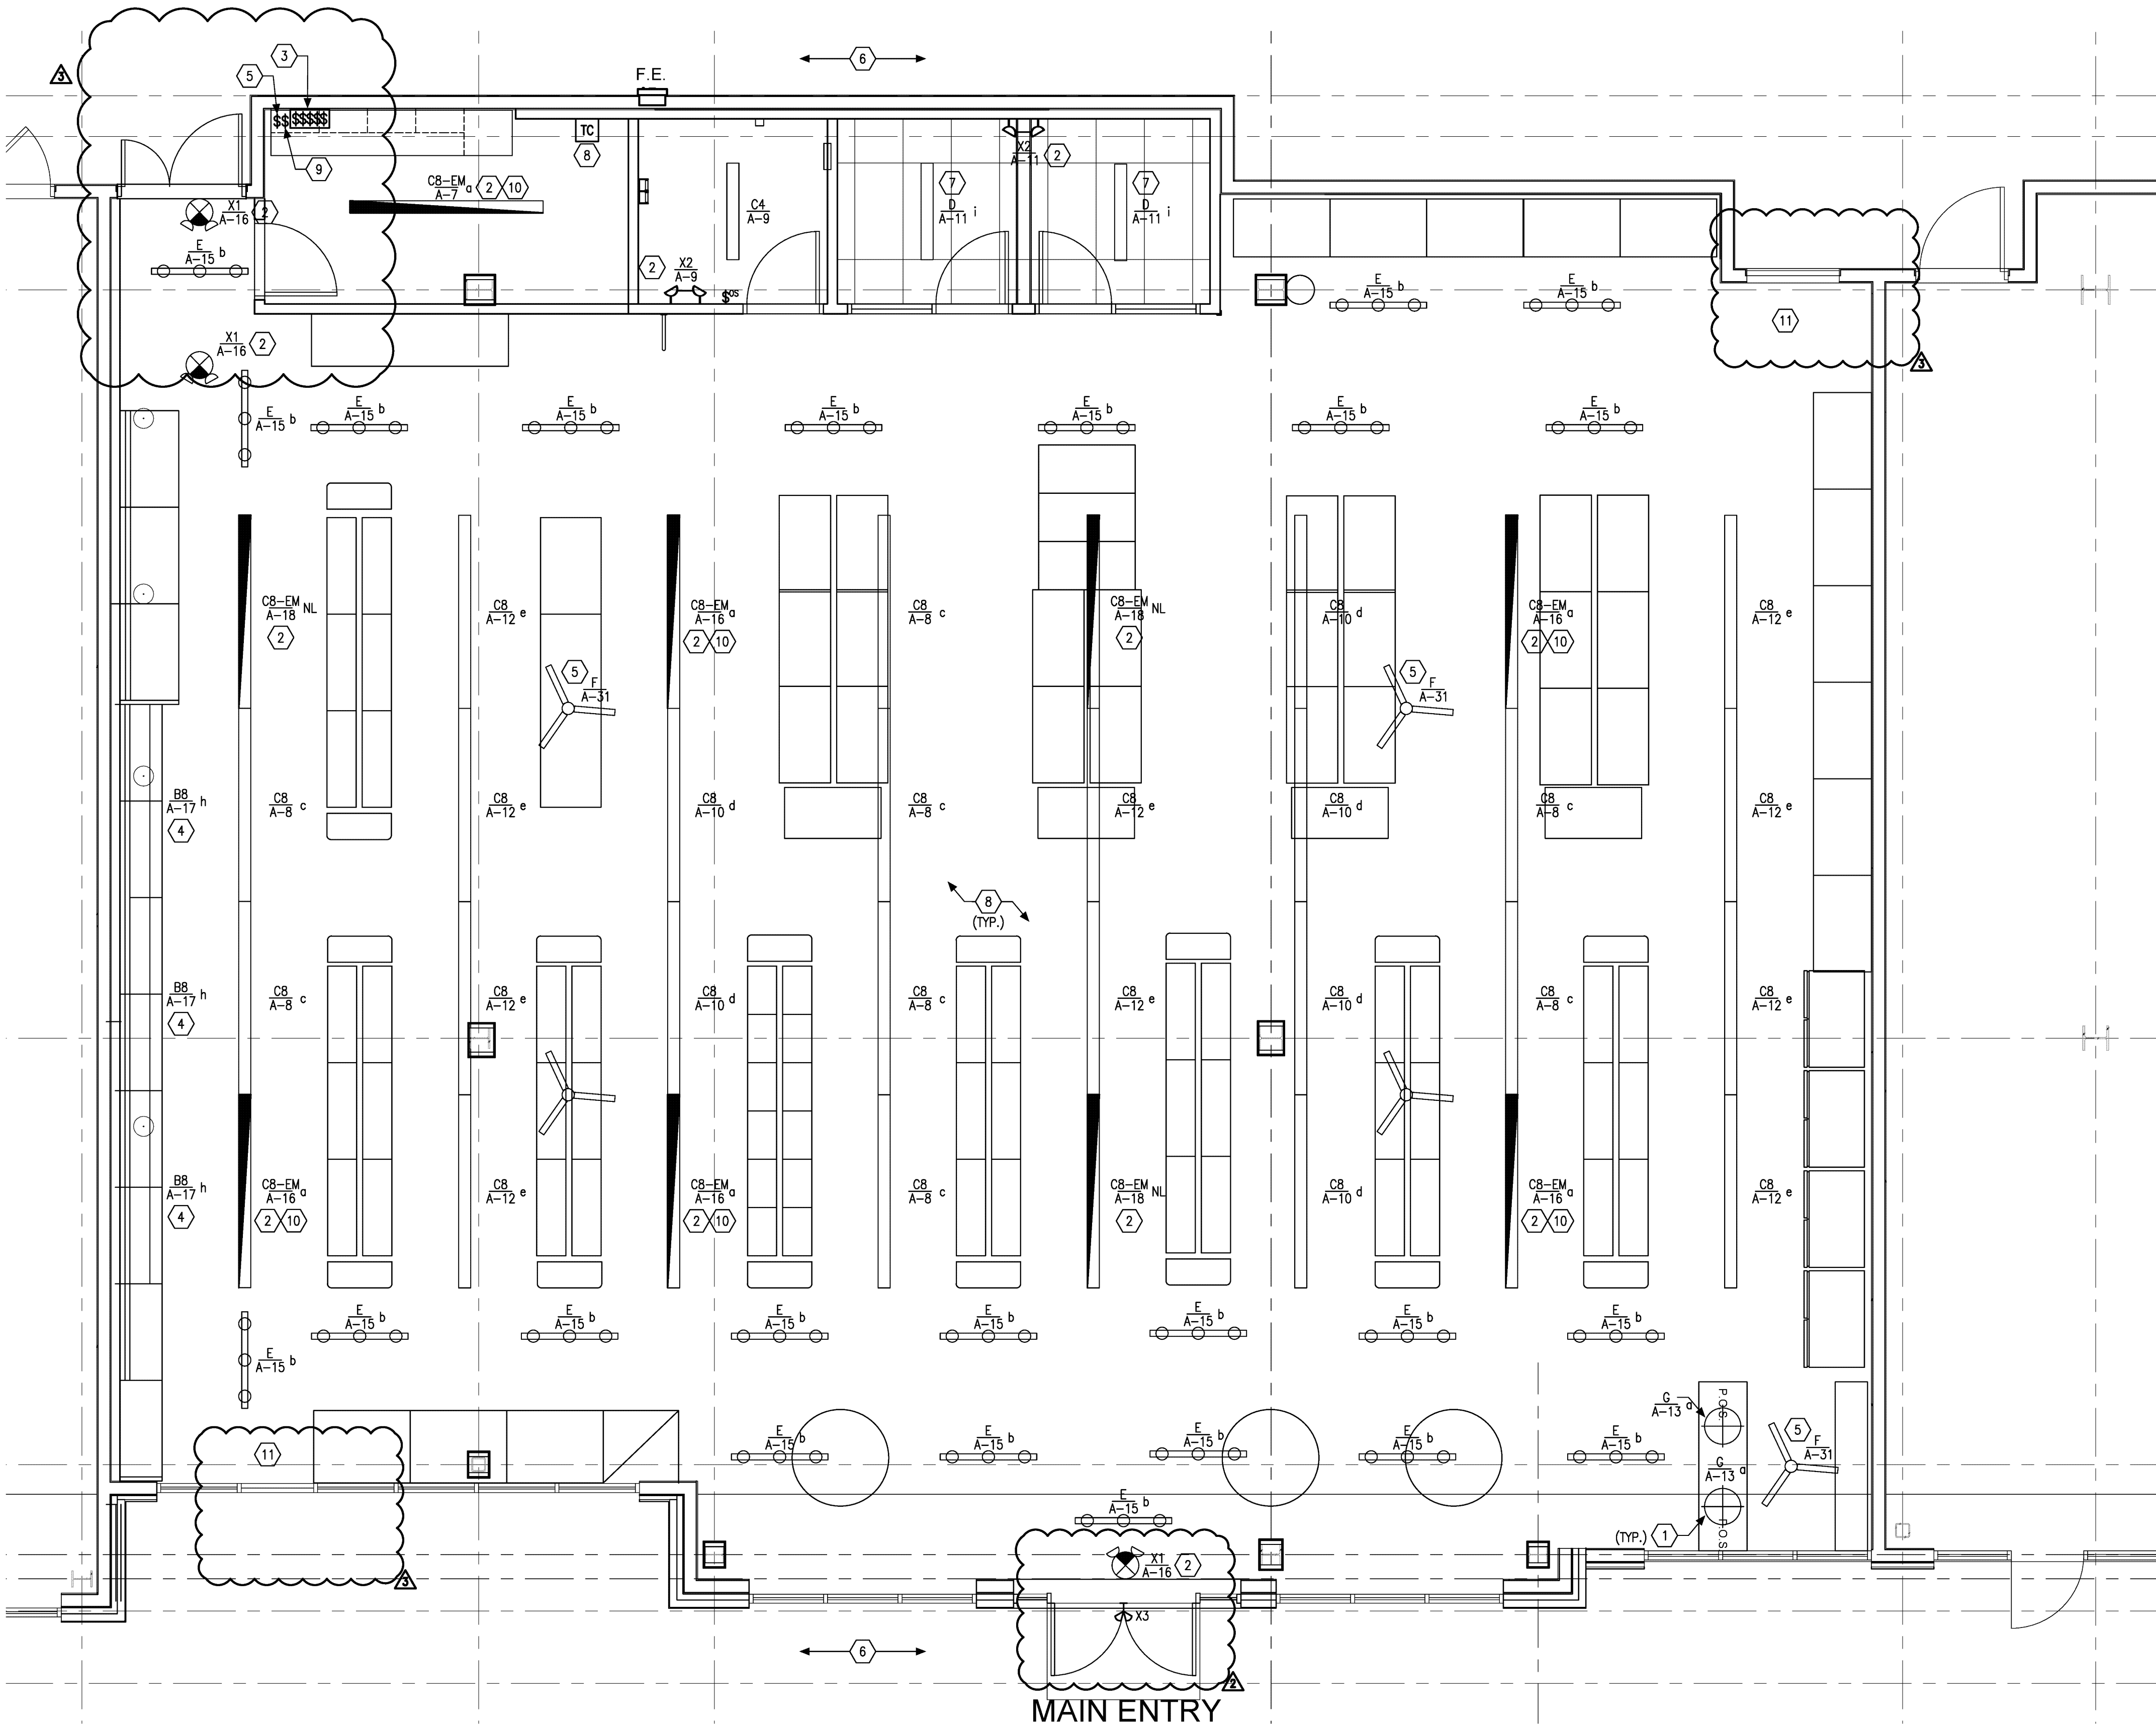 3
6
3
5
F.E.
$$
$$$$$
TC
8
9
X2
A-11
2
C8-EM a
A-7
2
10
C4
A-9
7
D i
A-11
7
D i
A-11
X1
A-16
2
E b
A-15
2
X2
A-9
$OS
E b
A-15
E b
A-15
11
X1
A-16
2
3
E b
A-15
E b
A-15
E b
A-15
E b
A-15
E b
A-15
E b
A-15
E b
A-15
C8-EM NL
A-18
2
C8 e
A-12
C8-EM a
A-16
2
10
C8 c
A-8
C8-EM NL
A-18
2
C8 d
A-10
C8-EM a
A-16
2
10
C8 e
A-12
5
F
A-31
5
F
A-31
B8 h
A-17
4
C8 c
A-8
C8 e
A-12
C8 d
A-10
C8 c
A-8
C8 e
A-12
C8 d
A-10
C8 c
A-8
C8 e
A-12
8
(TYP.)
B8 h
A-17
4
C8 c
A-8
C8 e
A-12
C8 d
A-10
C8 c
A-8
C8 e
A-12
C8 d
A-10
C8 c
A-8
C8 e
A-12
B8 h
A-17
4
C8-EM a
A-16
2
10
C8 e
A-12
C8-EM a
A-16
2
10
C8 c
A-8
C8-EM NL
A-18
2
C8 d
A-10
C8-EM a
A-16
2
10
C8 e
A-12
E b
A-15
E b
A-15
E b
A-15
E b
A-15
E b
A-15
E b
A-15
E b
A-15
E b
A-15
G a
A-13
P.O.S.
11
E b
A-15
E b
A-15
E b
A-15
E b
A-15
E b
A-15
5
F
A-31
G a
A-13
E b
A-15
(TYP.)
1
P.O.S.
X1
A-16
2
3
X3
6
2
MAIN ENTRY